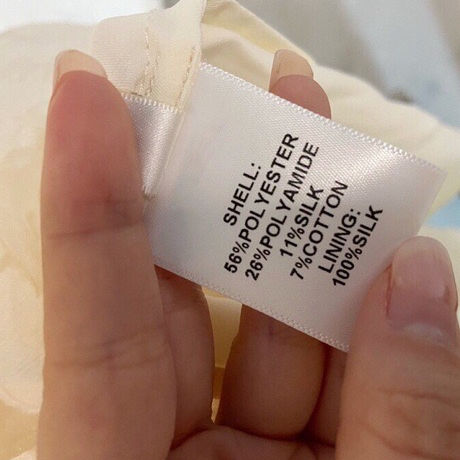 SHELL:
56%POLYESTER
26%POLYAMIDE
11%SILK
7%COTTON
LINING:
100%SILK